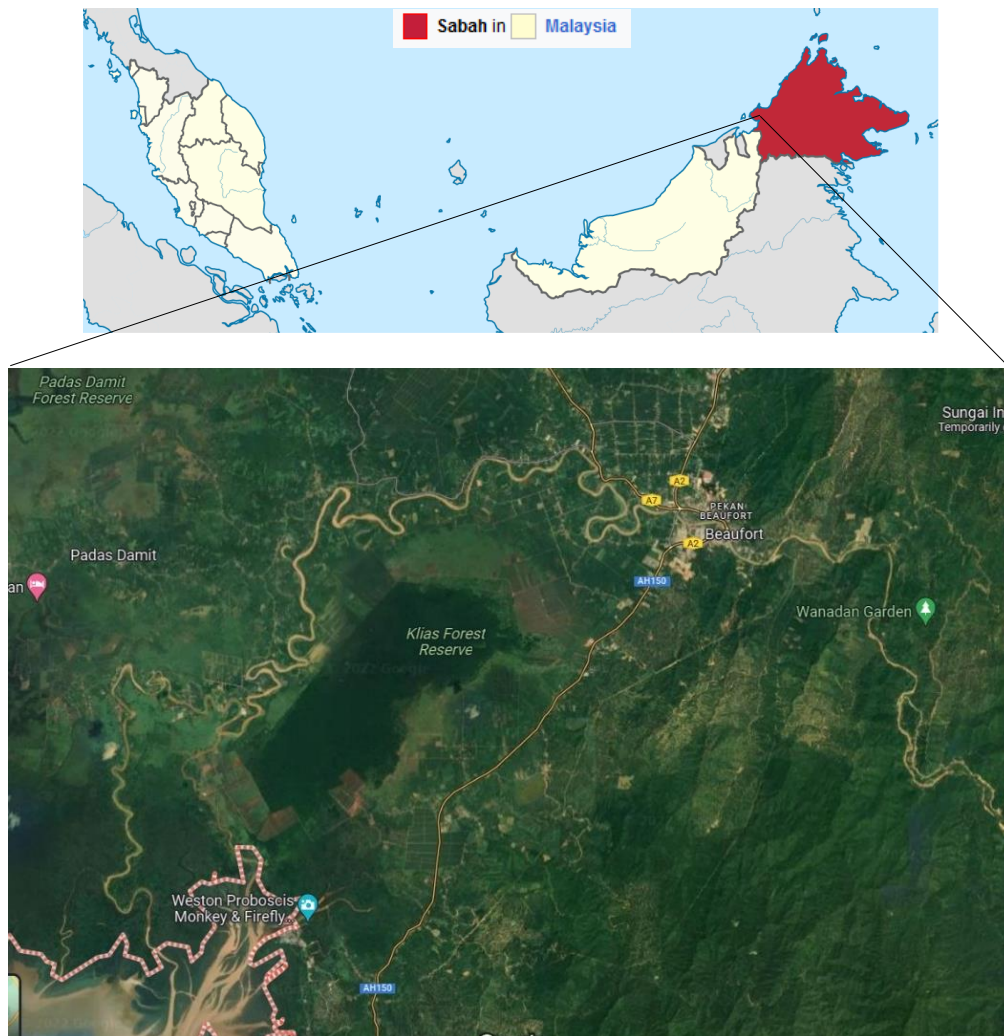 Sabah in Malaysia
Padas Damit
Forest Reserve
Sungai In
Temporarily
A2
A7
PEKAN
BEAUFORT
Beaufort
A2
Padas Damit
an
AH150
Wanadan Garden
Klias Forest
Reserve
Weston Proboscis
Monkey & Firefly...
AH150